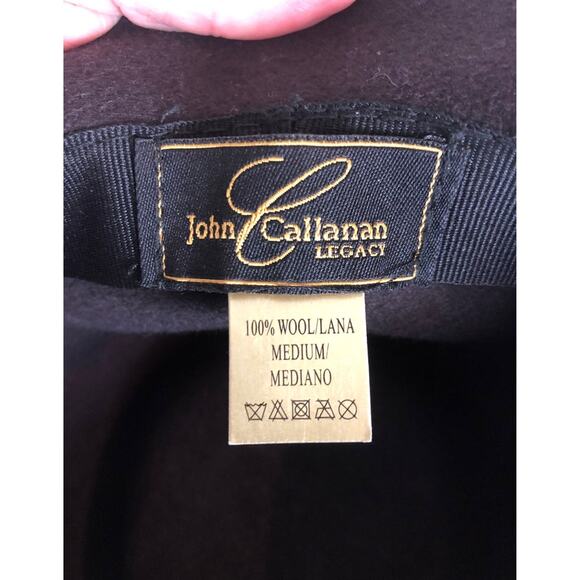 John Callanan
LEGACY
100% WOOL/LANA
MEDIUM/
MEDIANO